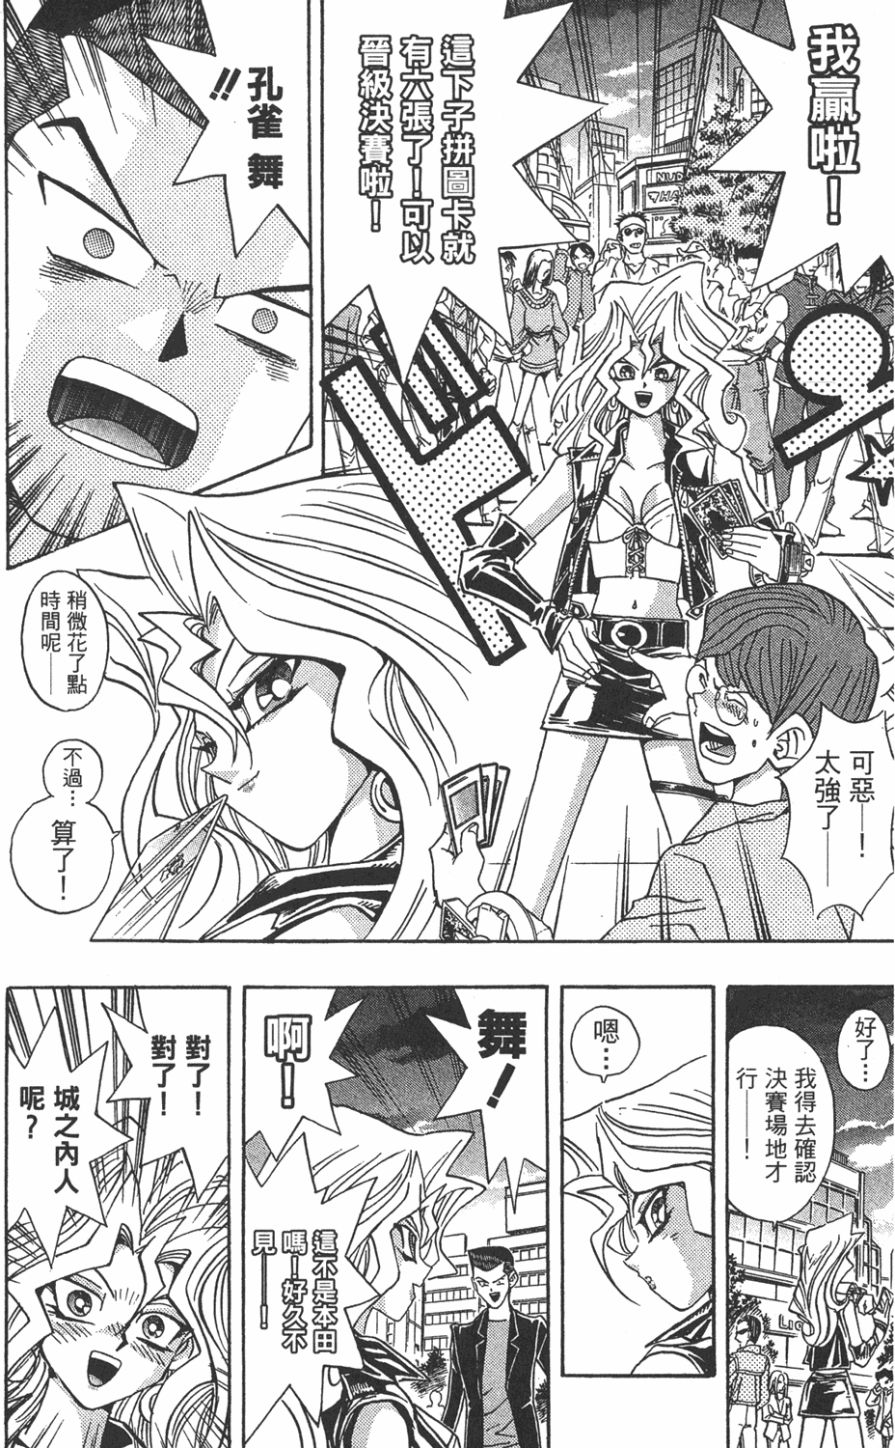 我贏啦！
這下子拼圖卡就
有六張了！可以
晉級決賽啦！
孔雀舞
!!
可惡──！
太強了──
稍微花了點
時間呢──
不過…
算了！
好了…
我得去確認
決賽場地才
行──！
嗯…
舞！
啊！
這不是本田
嗎！好久不
見──！
對了！
對了！
城之內人
呢？